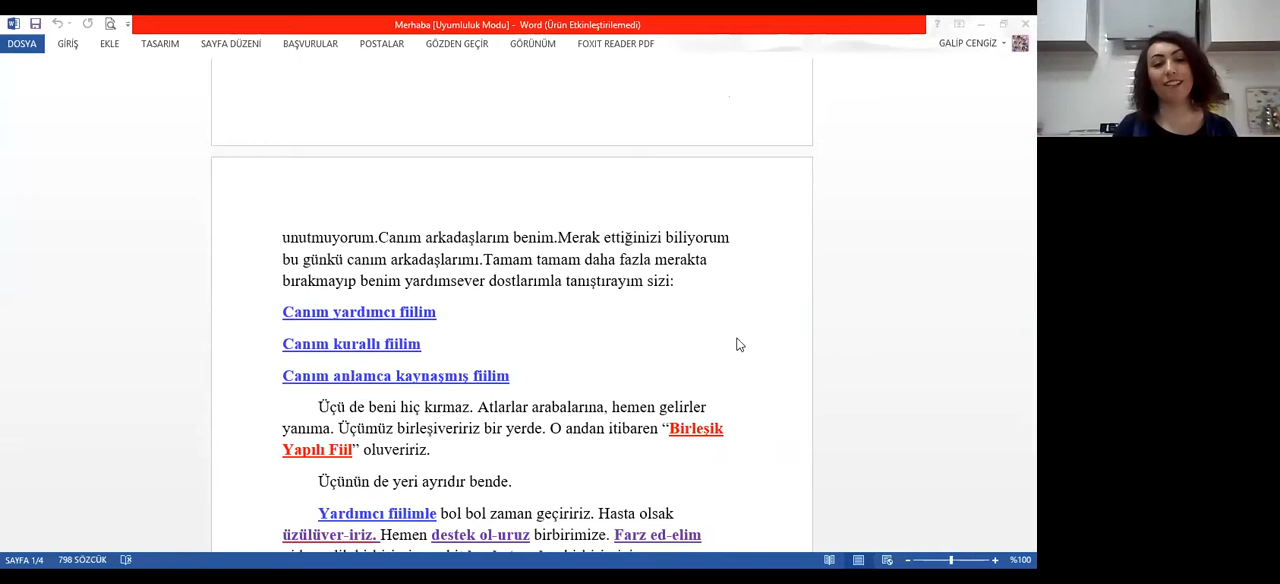 Merhaba [Uyumluluk Modu] - Word (Ürün Etkinleştirilemedi)
DOSYA GİRİŞ EKLE TASARIM SAYFA DÜZENİ BAŞVURULAR POSTALAR GÖZDEN GEÇİR GÖRÜNÜM FOXIT READER PDF GALİP CENGİZ
unutmuyorum.Canım arkadaşlarım benim.Merak ettiğinizi biliyorum
bu günkü canım arkadaşlarımı.Tamam tamam daha fazla merakta
bırakmayıp benim yardımsever dostlarımla tanıştırayım sizi:
Canım yardımcı fiilim
Canım kurallı fiilim
Canım anlamca kaynaşmış fiilim
Üçü de beni hiç kırmaz. Atlarlar arabalarına, hemen gelirler
yanıma. Üçümüz birleşiveririz bir yerde. O andan itibaren “Birleşik
Yapılı Fiil” oluveririz.
Üçünün de yeri ayrıdır bende.
Yardımcı fiilimle bol bol zaman geçiririz. Hasta olsak
üzülüver-iriz. Hemen destek ol-uruz birbirimize. Farz ed-elim
SAYFA 1/4 798 SÖZCÜK %100